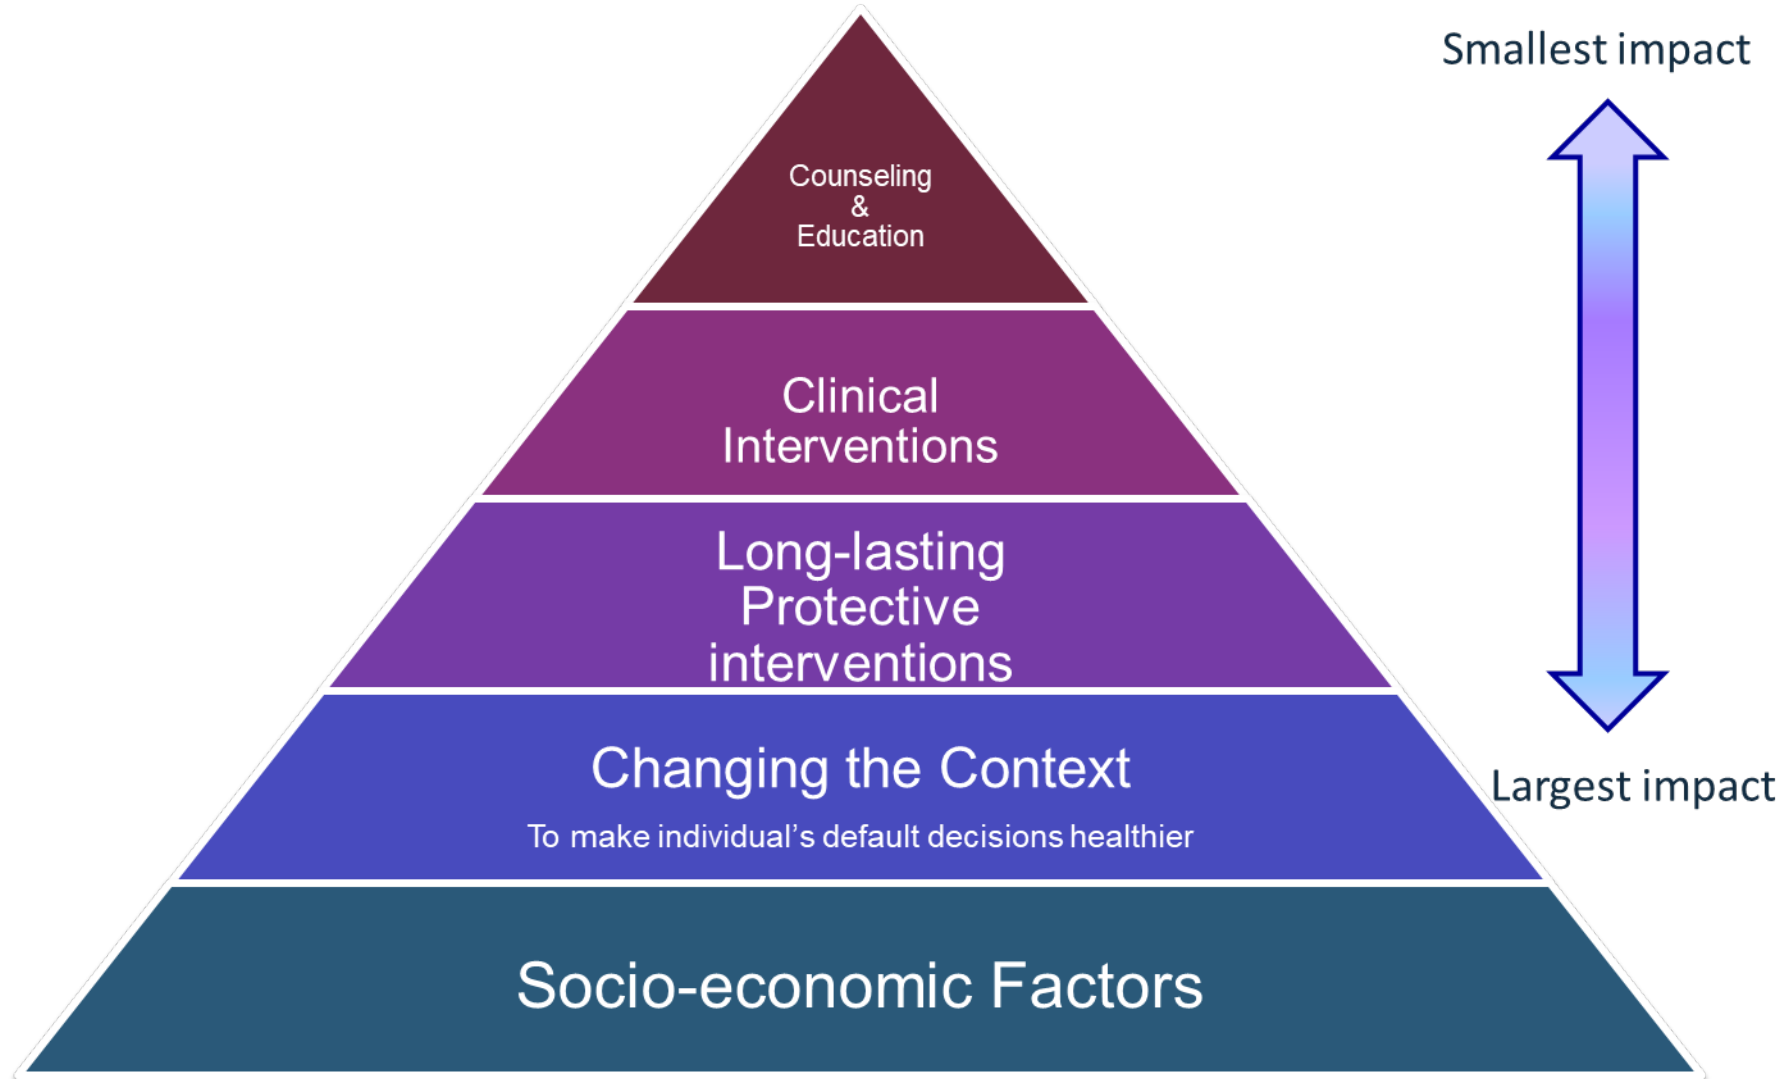 Smallest impact
Counseling
&
Education
Clinical
Interventions
Long-lasting
Protective
interventions
Changing the Context
To make individual’s default decisions healthier
Largest impact
Socio-economic Factors